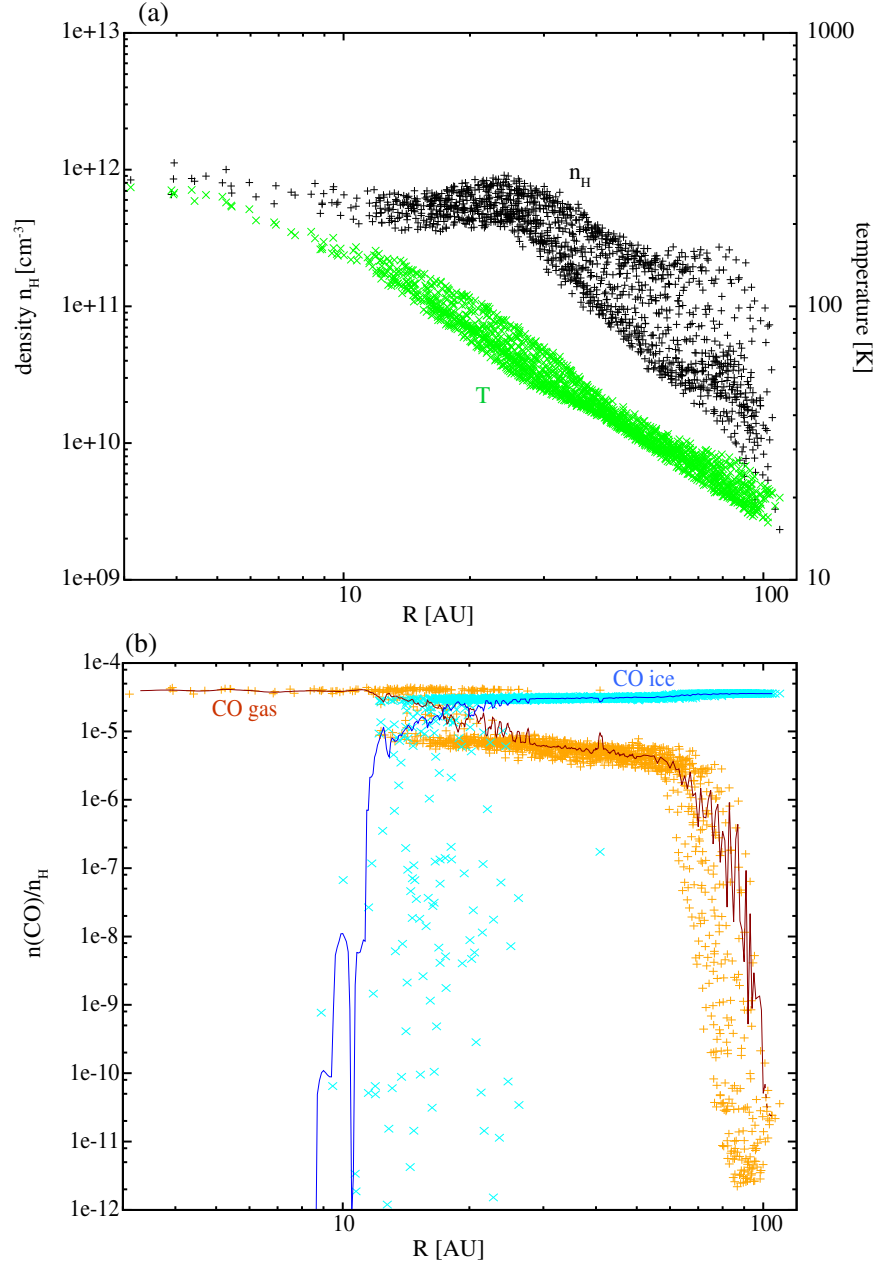 (a)
1e+13
1e+12
1e+11
1e+10
1e+09
density n_H [cm^-3]
1000
100
10
temperature [K]
n_H
T
10
100
R [AU]
(b)
1e-4
1e-5
1e-6
1e-7
1e-8
1e-9
1e-10
1e-11
1e-12
n(CO)/n_H
CO gas
CO ice
10
100
R [AU]